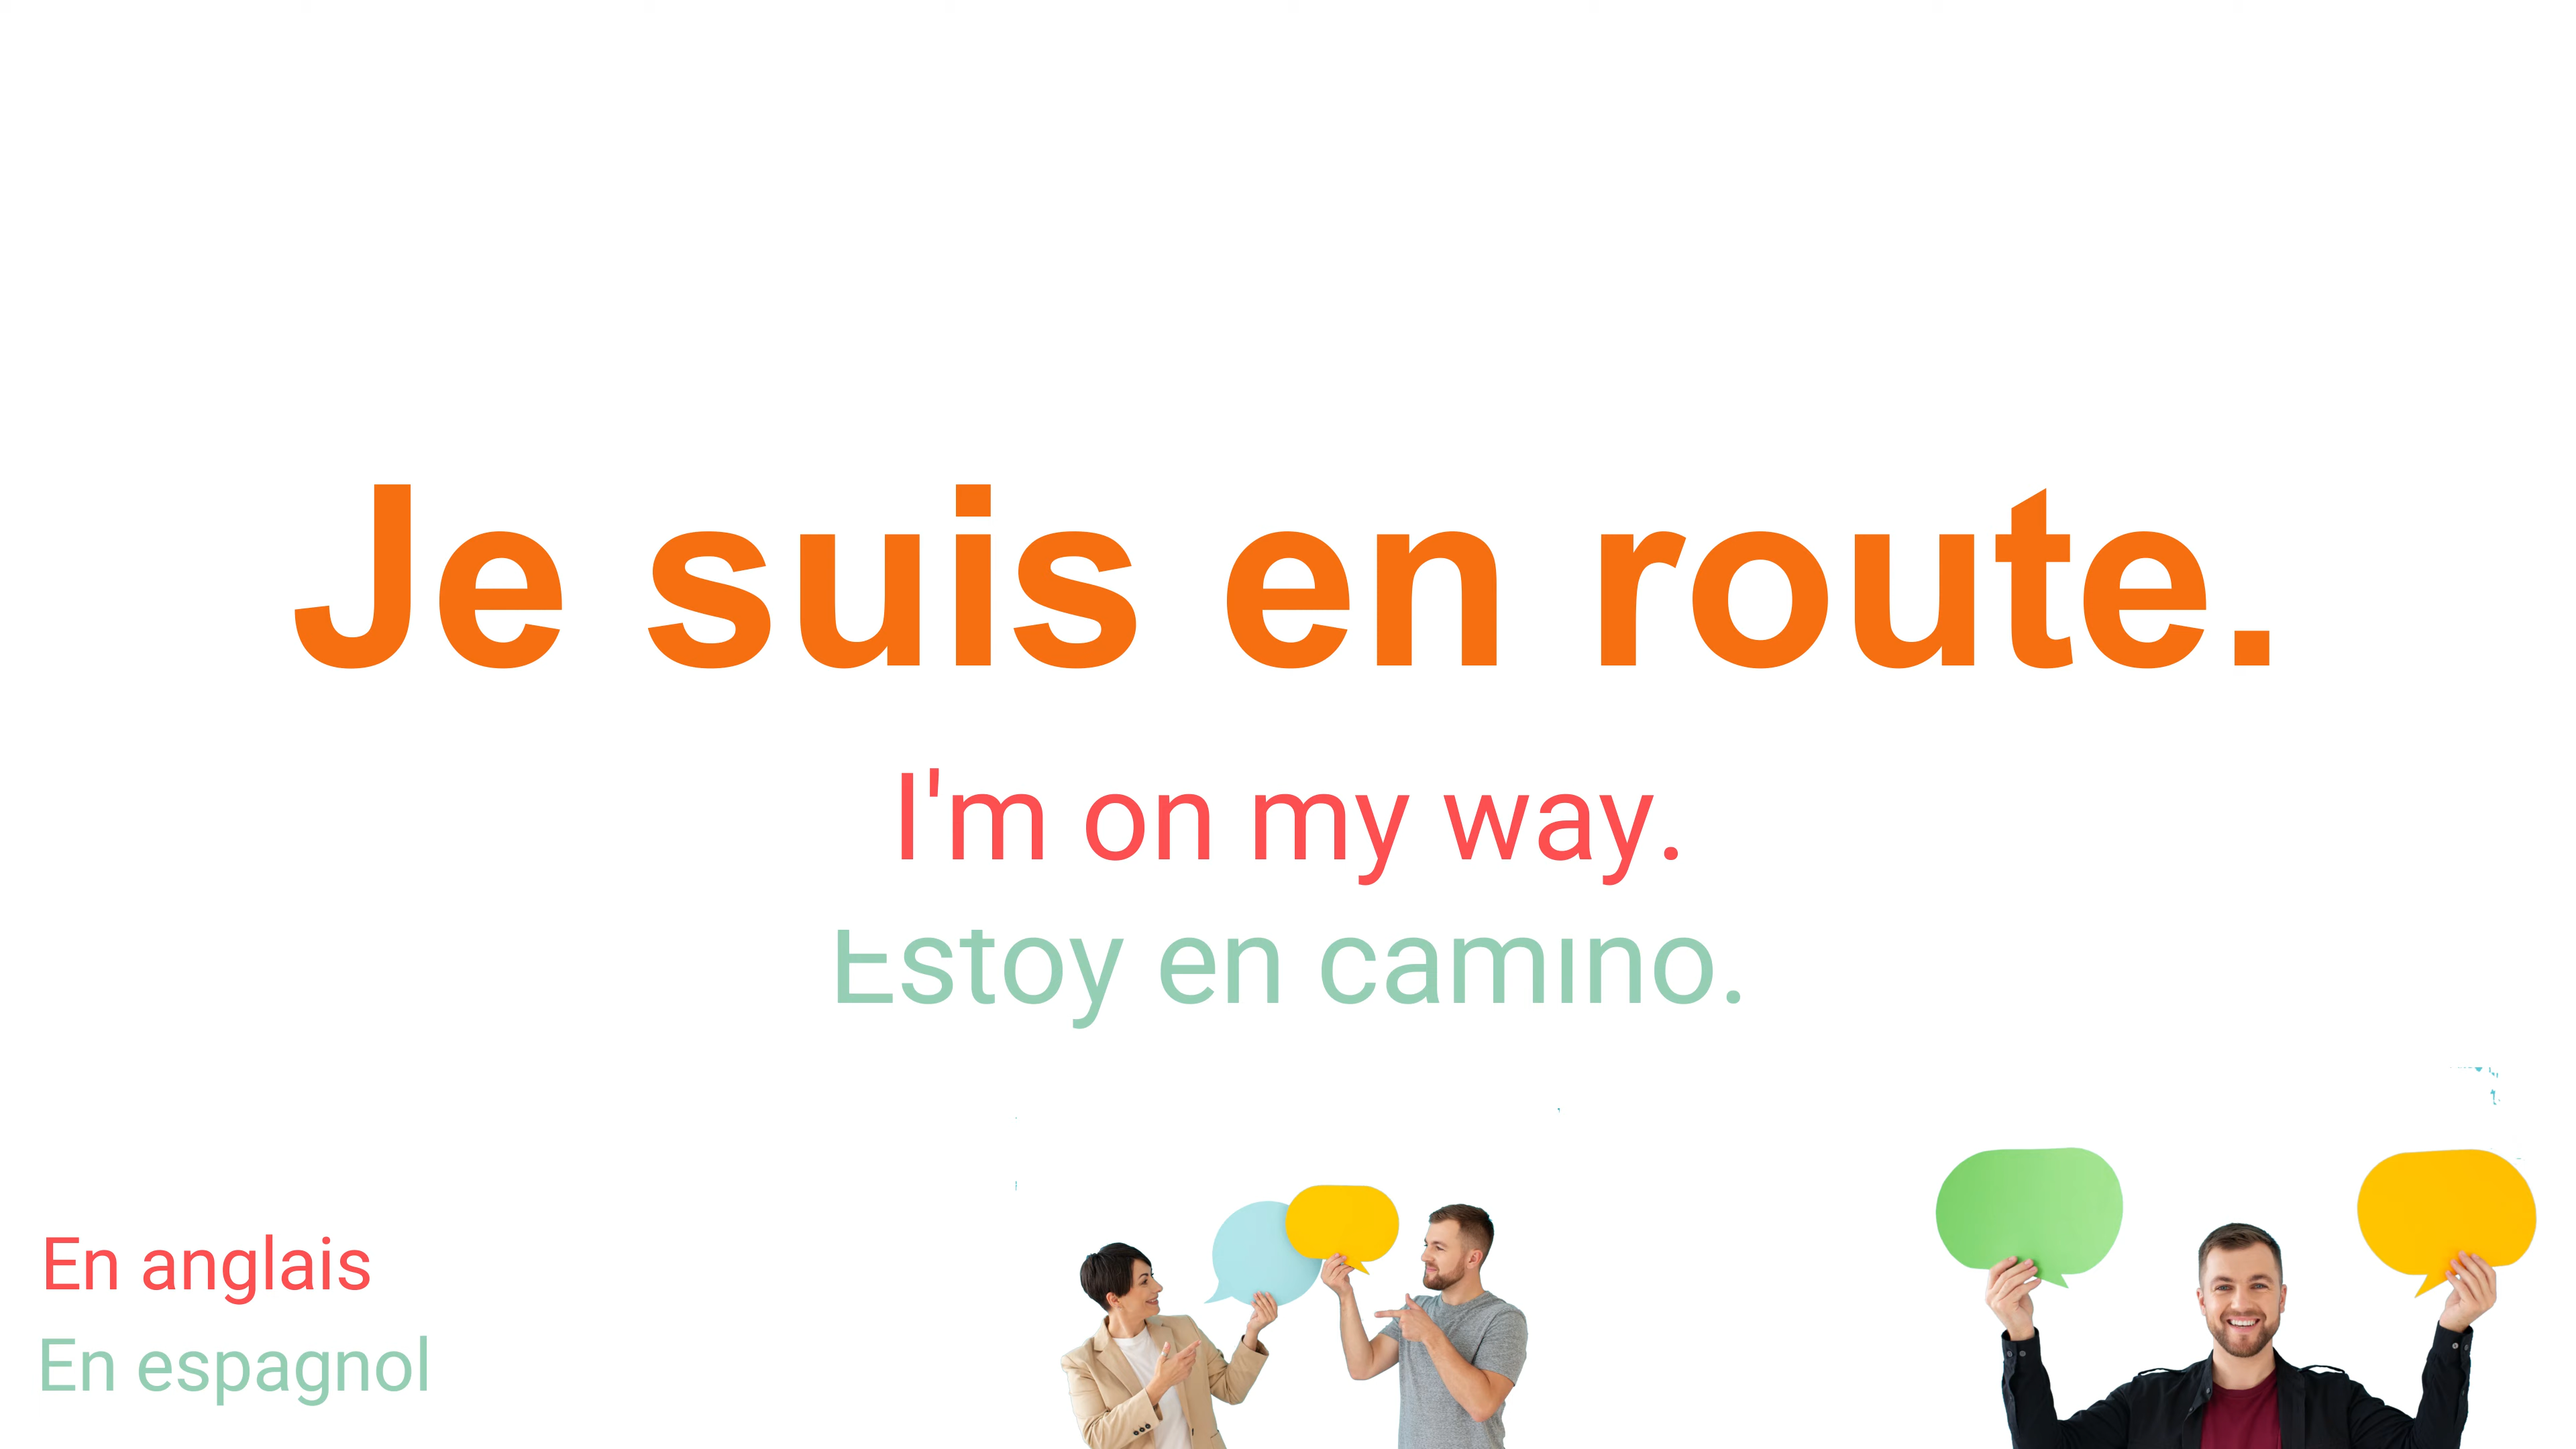 Je suis en route.
I'm on my way.
Estoy en camino.
En anglais
En espagnol